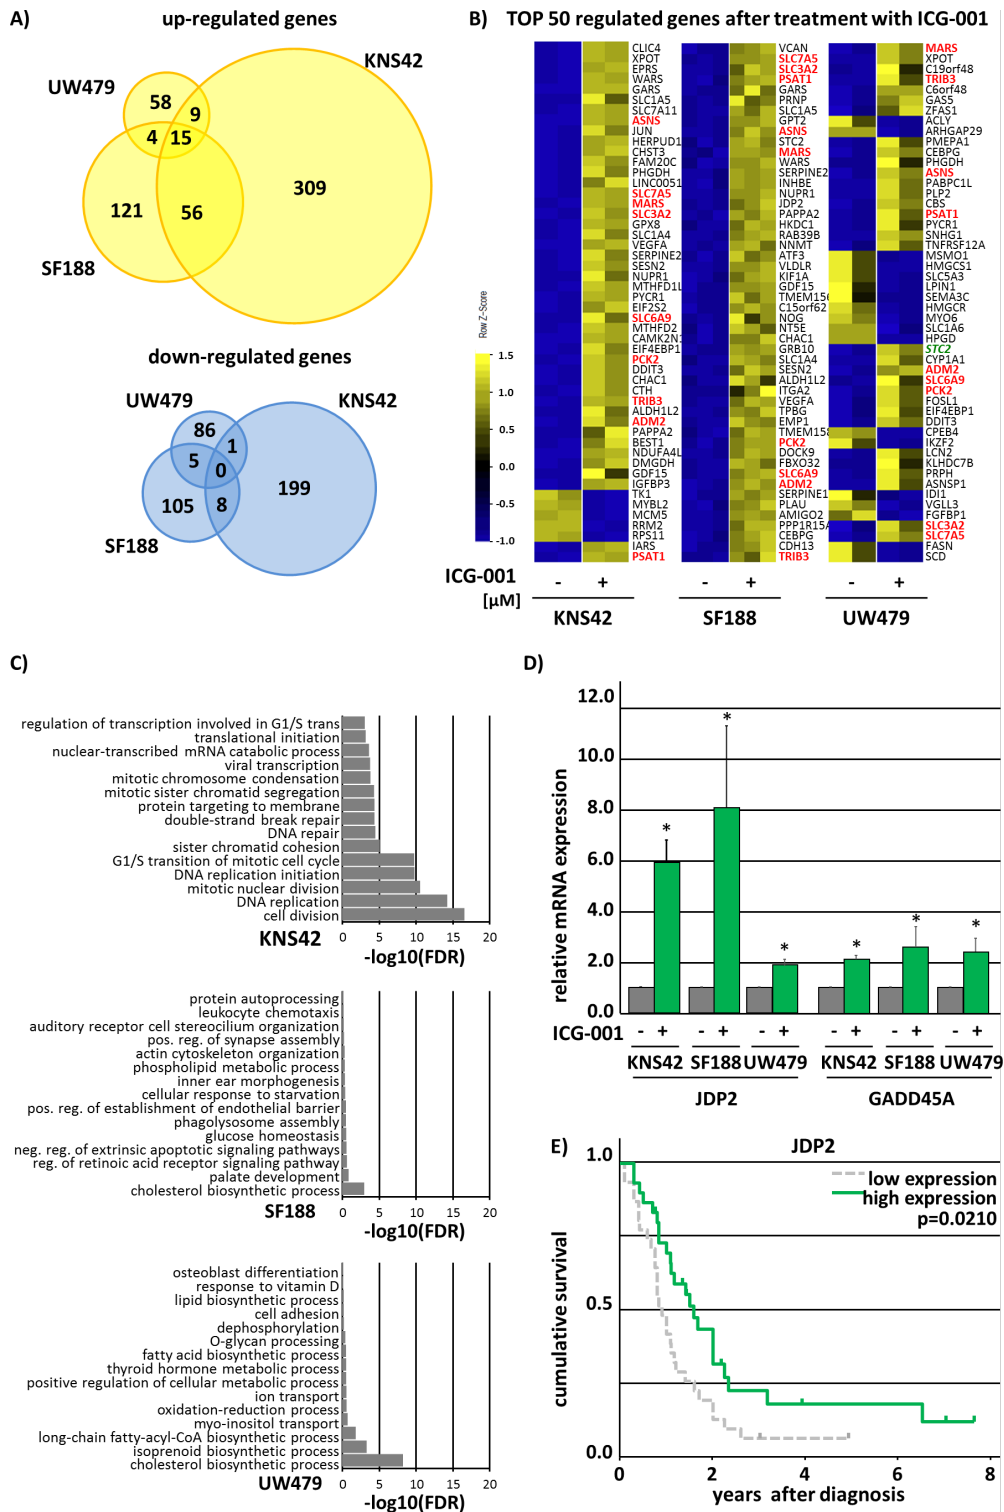 A)
up-regulated genes
KNS42
UW479
58
9
4
15
309
121
56
SF188
down-regulated genes
UW479
KNS42
86
1
5
0
199
105
8
SF188
B) TOP 50 regulated genes after treatment with ICG-001
Row Z-Score
1.5
1.0
0.5
0.0
-0.5
-1.0
CLIC4
XPOT
EPRS
WARS
GARS
SLC1A5
SLC7A11
ASNS
JUN
HERPUD1
CHST3
FAM20C
PHGDH
LINC0051
SLC7A5
MARS
SLC3A2
GPX8
SLC1A4
VEGFA
SERPINE2
SESN2
NUPR1
MTHFD1L
PYCR1
EIF2S2
SLC6A9
MTHFD2
CAMK2N1
EIF4EBP1
PCK2
DDIT3
CHAC1
CTH
TRIB3
ALDH1L2
ADM2
PAPPA2
BEST1
NDUFA4L
DMGDH
GDF15
IGFBP3
TK1
MYBL2
MCM5
RRM2
RPS11
IARS
PSAT1
VCAN
SLC7A5
SLC3A2
PSAT1
GARS
PRNP
SLC1A5
GPT2
ASNS
STC2
MARS
WARS
SERPINE2
INHBE
NUPR1
JDP2
PAPPA2
HKDC1
RAB39B
NNMT
ATF3
VLDLR
KIF1A
GDF15
TMEM156
C15orf62
NOG
NT5E
CHAC1
GRB10
SLC1A4
SESN2
ALDH1L2
ITGA2
VEGFA
TPBG
EMP1
TMEM158
PCK2
DOCK9
FBXO32
SLC6A9
ADM2
SERPINE1
PLAU
AMIGO2
PPP1R15A
CEBPG
CDH13
TRIB3
MARS
XPOT
C19orf48
TRIB3
C6orf48
GAS5
ZFAS1
ACLY
ARHGAP29
PMEPA1
CEBPG
PHGDH
ASNS
PABPC1L
PLP2
CBS
PSAT1
PYCR1
SNHG1
TNFRSF12A
MSMO1
HMGCS1
SLC5A3
LPIN1
SEMA3C
HMGCR
MYO6
SLC1A6
HPGD
STC2
CYP1A1
ADM2
SLC6A9
PCK2
FOSL1
EIF4EBP1
DDIT3
CPEB4
IKZF2
LCN2
KLHDC7B
PRPH
ASNSP1
IDI1
VGLL3
FGFBP1
SLC3A2
SLC7A5
FASN
SCD
ICG-001 - + - + - +
[µM]
KNS42 SF188 UW479
C)
regulation of transcription involved in G1/S trans
translational initiation
nuclear-transcribed mRNA catabolic process
viral transcription
mitotic chromosome condensation
mitotic sister chromatid segregation
protein targeting to membrane
double-strand break repair
DNA repair
sister chromatid cohesion
G1/S transition of mitotic cell cycle
DNA replication initiation
mitotic nuclear division
DNA replication
cell division
KNS42 0 5 10 15 20
-log10(FDR)
protein autoprocessing
leukocyte chemotaxis
auditory receptor cell stereocilium organization
pos. reg. of synapse assembly
actin cytoskeleton organization
phospholipid metabolic process
inner ear morphogenesis
cellular response to starvation
pos. reg. of establishment of endothelial barrier
phagolysosome assembly
glucose homeostasis
neg. reg. of extrinsic apoptotic signaling pathways
reg. of retinoic acid receptor signaling pathway
palate development
cholesterol biosynthetic process
SF188 0 5 10 15 20
-log10(FDR)
osteoblast differentiation
response to vitamin D
lipid biosynthetic process
cell adhesion
dephosphorylation
O-glycan processing
fatty acid biosynthetic process
thyroid hormone metabolic process
positive regulation of cellular metabolic process
ion transport
oxidation-reduction process
myo-inositol transport
long-chain fatty-acyl-CoA biosynthetic process
isoprenoid biosynthetic process
cholesterol biosynthetic process
UW479 0 5 10 15 20
-log10(FDR)
D)
relative mRNA expression
12.0
10.0
8.0
6.0
4.0
2.0
0.0
* * * * * *
ICG-001 - + - + - + - + - + - +
KNS42 SF188 UW479 KNS42 SF188 UW479
JDP2 GADD45A
E)
JDP2
cumulative survival
1.0
0.5
0.0
low expression
high expression
p=0.0210
0 2 4 6 8
years after diagnosis